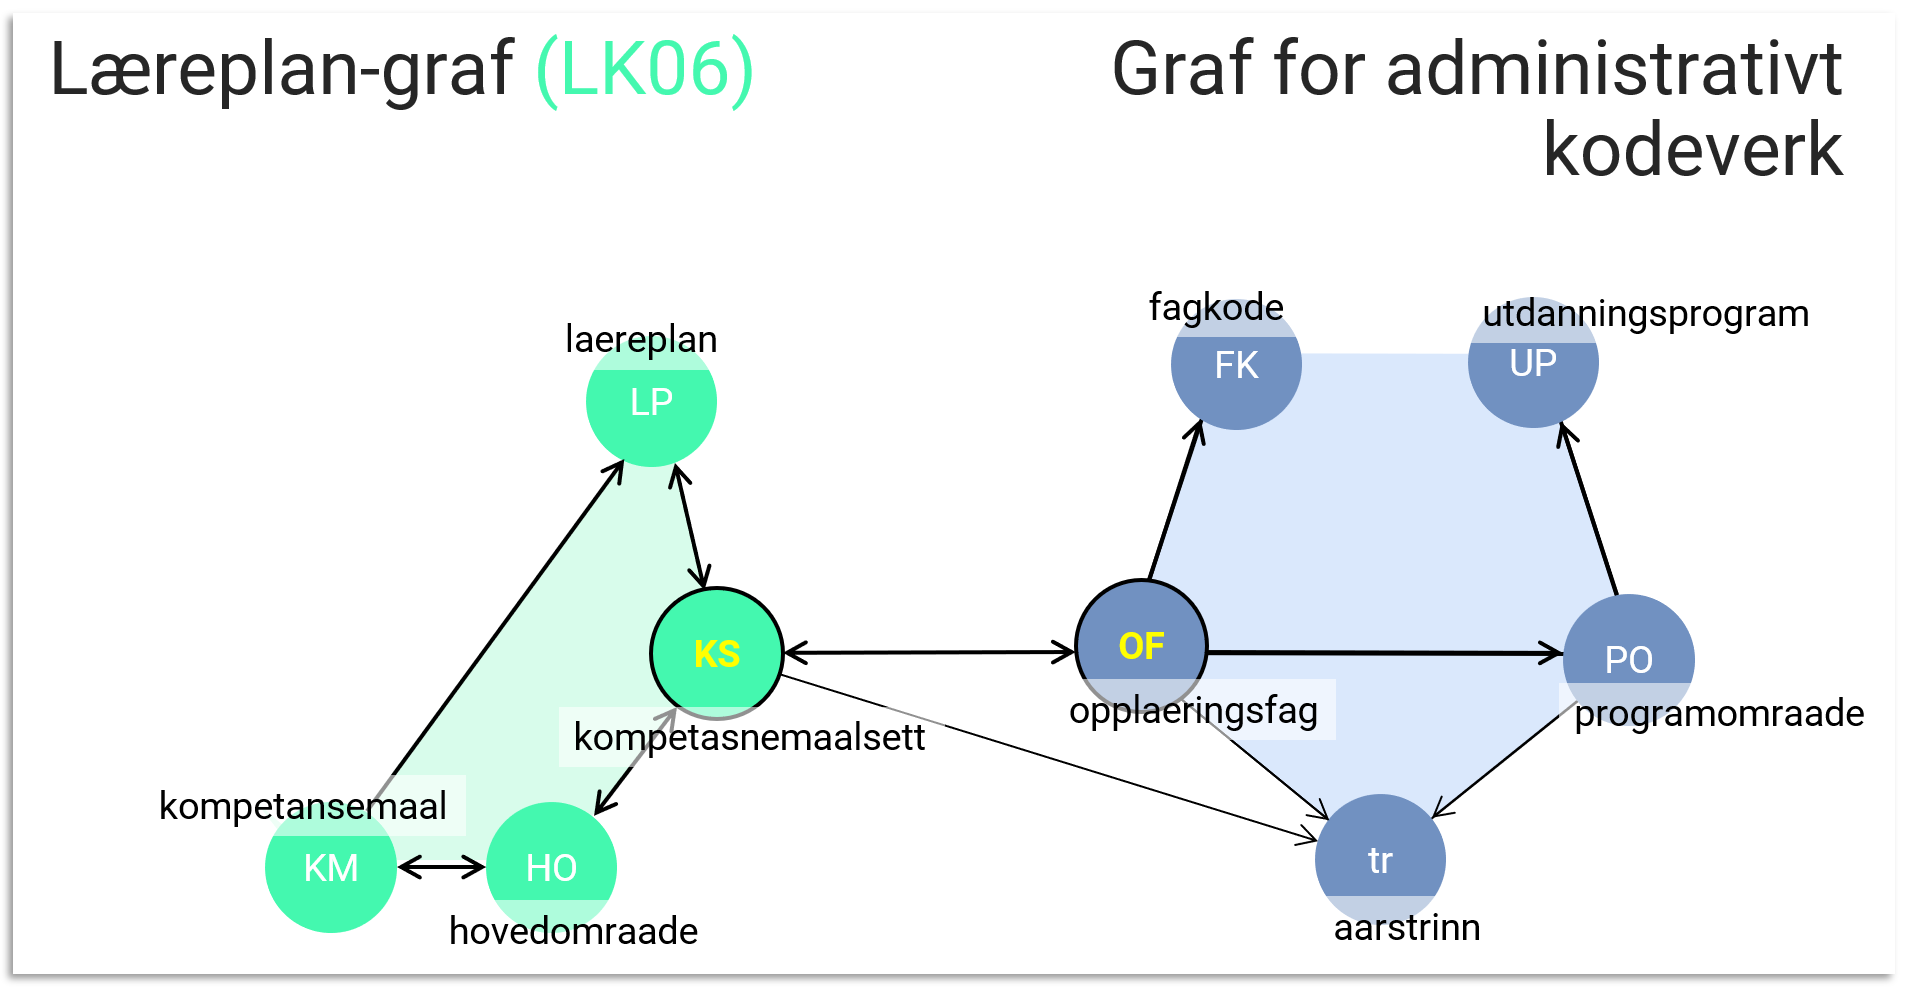 Læreplan-graf (LK06)
Graf for administrativt
kodeverk
laereplan
LP
fagkode
FK
utdanningsprogram
UP
KS
kompetasnemaalsett
OF
opplaeringsfag
PO
programomraade
kompetansemaal
KM
HO
hovedomraade
tr
aarstrinn